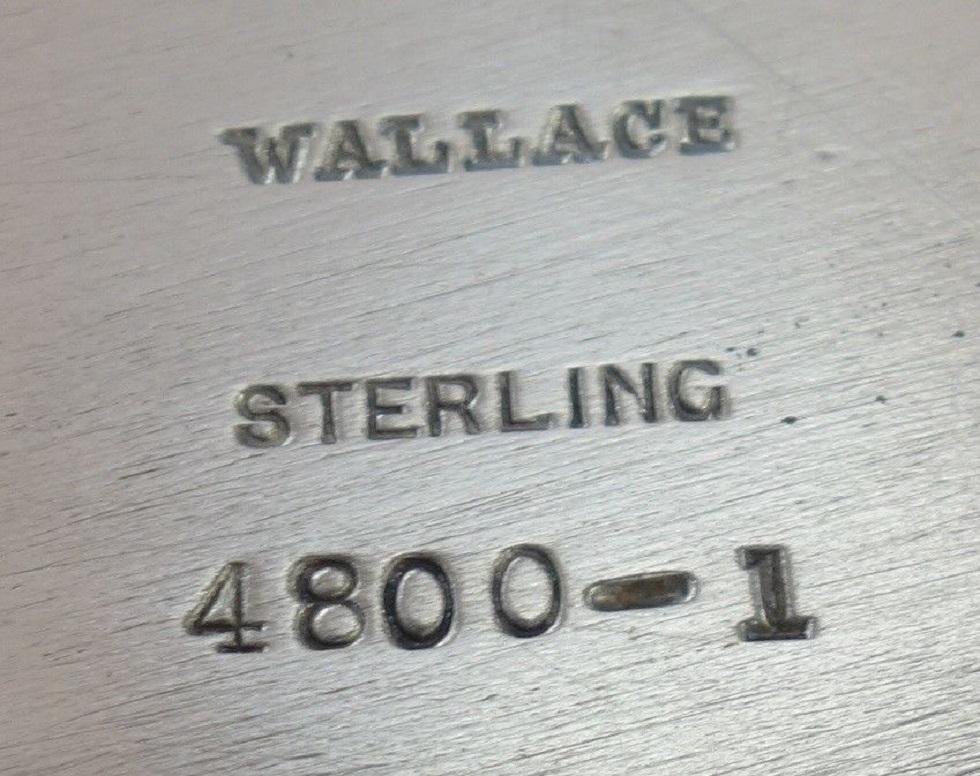 WALLACE
STERLING
4800-1